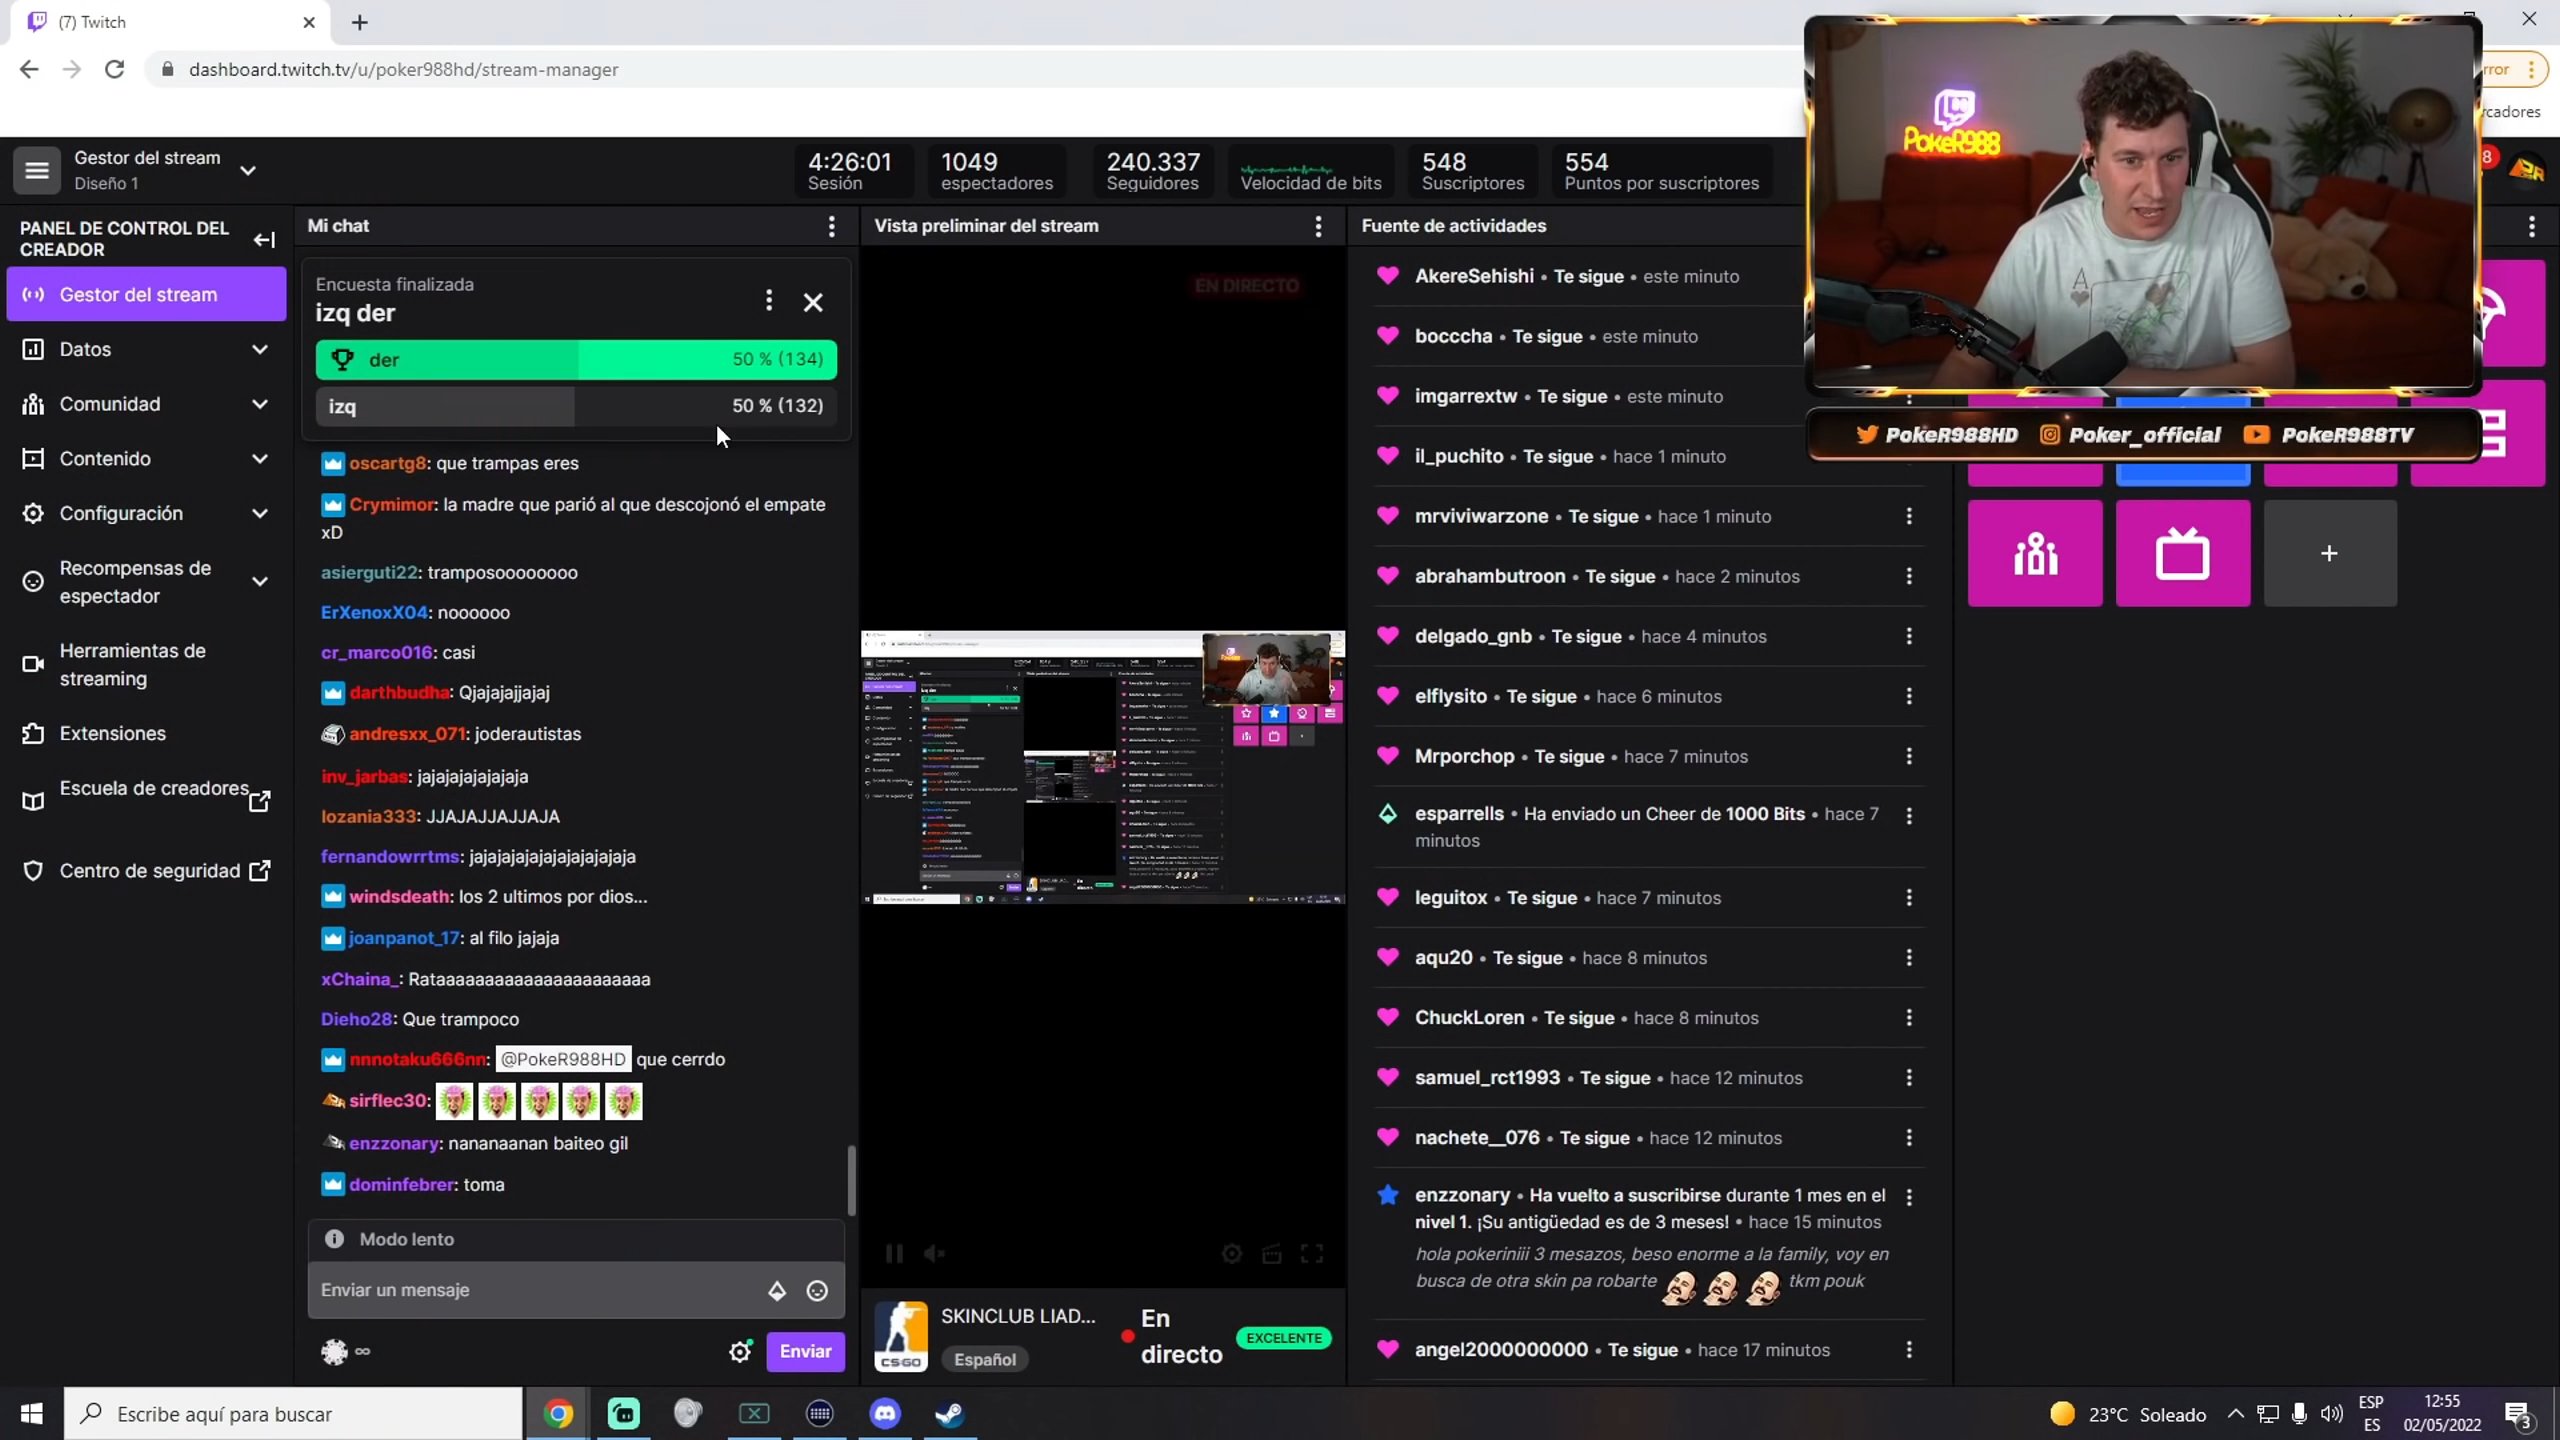 (7) Twitch
dashboard.twitch.tv/u/poker988hd/stream-manager
rror
rcadores
Gestor del stream
Diseño 1
4:26:01
Sesión
1049
espectadores
240.337
Seguidores
Velocidad de bits
548
Suscriptores
554
Puntos por suscriptores
8
PANEL DE CONTROL DEL
CREADOR
Gestor del stream
Datos
Comunidad
Contenido
Configuración
Recompensas de
espectador
Herramientas de
streaming
Extensiones
Escuela de creadores
Centro de seguridad
Mi chat
Encuesta finalizada
izq der
der 50 % (134)
izq 50 % (132)
oscartg8: que trampas eres
Crymimor: la madre que parió al que descojonó el empate
xD
asierguti22: tramposoooooooo
ErXenoxX04: noooooo
cr_marco016: casi
darthbudha: Qjajajajjajaj
andresxx_071: joderautistas
inv_jarbas: jajajajajajajaja
lozania333: JJAJAJJAJJAJA
fernandowrrtms: jajajajajajajajajajaja
windsdeath: los 2 ultimos por dios...
joanpanot_17: al filo jajaja
xChaina_: Rataaaaaaaaaaaaaaaaaaaaa
Dieho28: Que trampoco
nnnotaku666nn: @PokeR988HD que cerrdo
sirflec30:
enzzonary: nananaanan baiteo gil
dominfebrer: toma
Modo lento
Enviar un mensaje
∞
Enviar
Vista preliminar del stream
EN DIRECTO
SKINCLUB LIAD...
Español
En
directo
EXCELENTE
CS:GO
Fuente de actividades
AkereSehishi • Te sigue • este minuto
bocccha • Te sigue • este minuto
imgarrextw • Te sigue • este minuto
il_puchito • Te sigue • hace 1 minuto
mrviviwarzone • Te sigue • hace 1 minuto
abrahambutroon • Te sigue • hace 2 minutos
delgado_gnb • Te sigue • hace 4 minutos
elflysito • Te sigue • hace 6 minutos
Mrporchop • Te sigue • hace 7 minutos
esparrells • Ha enviado un Cheer de 1000 Bits • hace 7
minutos
leguitox • Te sigue • hace 7 minutos
aqu20 • Te sigue • hace 8 minutos
ChuckLoren • Te sigue • hace 8 minutos
samuel_rct1993 • Te sigue • hace 12 minutos
nachete__076 • Te sigue • hace 12 minutos
enzzonary • Ha vuelto a suscribirse durante 1 mes en el
nivel 1. ¡Su antigüedad es de 3 meses! • hace 15 minutos
hola pokeriniii 3 mesazos, beso enorme a la family, voy en
busca de otra skin pa robarte tkm pouk
angel2000000000 • Te sigue • hace 17 minutos
PokeR988
PokeR988HD Poker_official PokeR988TV
Escribe aquí para buscar
23°C Soleado
ESP
ES
12:55
02/05/2022
3